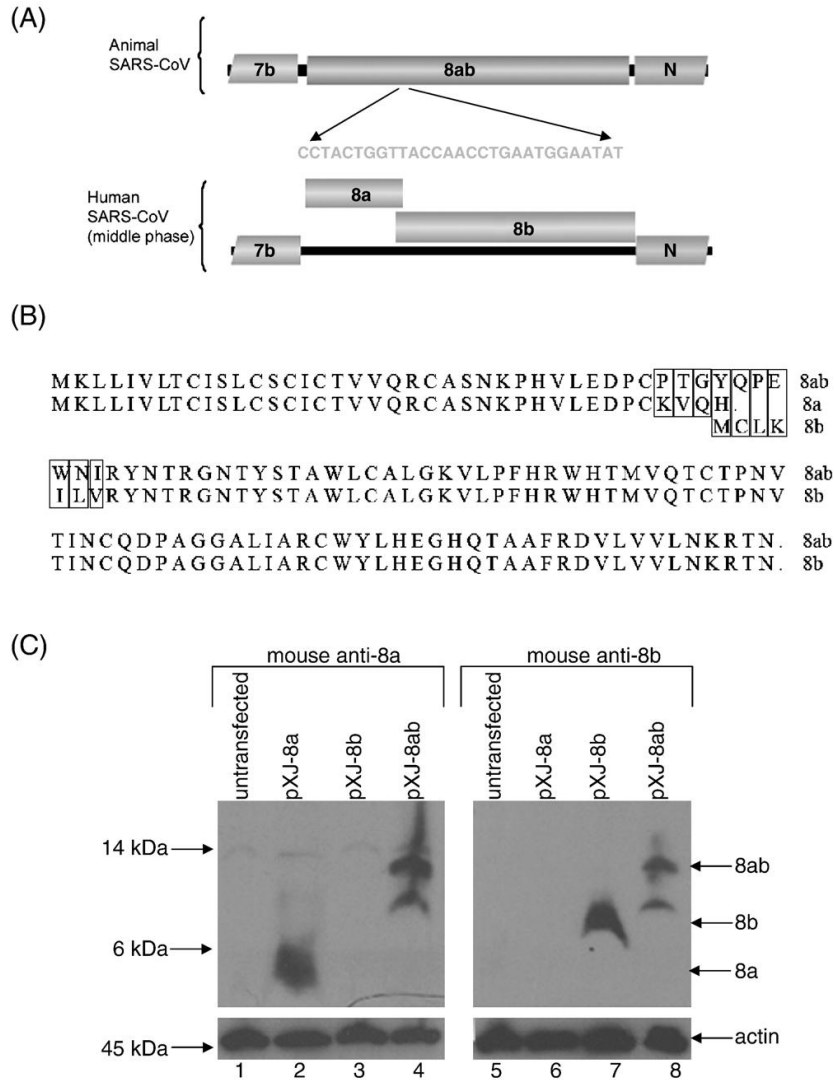 (A)
Animal
SARS-CoV
7b 8ab N
CCTACTGGTTACCAACCTGAATGGAATAT
Human
SARS-CoV
(middle phase)
8a
8b
7b N
(B)
MKLLIVLTCISLCSCICTVVQRCASNKPHVLEDPCPTGYQPE 8ab
MKLLIVLTCISLCSCICTVVQRCASNKPHVLEDPCKVQH. 8a
MCLK 8b
WNIRYNTRGNTYSTAWLCALGKVLPFHRWHTMVQTCTPNV 8ab
ILVRYNTRGNTYSTAWLCALGKVLPFHRWHTMVQTCTPNV 8b
TINCQDPAGGALIARCWYLHEGHQTAAFRDVLVVLNKRTN. 8ab
TINCQDPAGGALIARCWYLHEGHQTAAFRDVLVVLNKRTN. 8b
(C)
mouse anti-8a mouse anti-8b
untransfected pXJ-8a pXJ-8b pXJ-8ab untransfected pXJ-8a pXJ-8b pXJ-8ab
14 kDa
8ab
8b
6 kDa
8a
actin
45 kDa
1 2 3 4 5 6 7 8